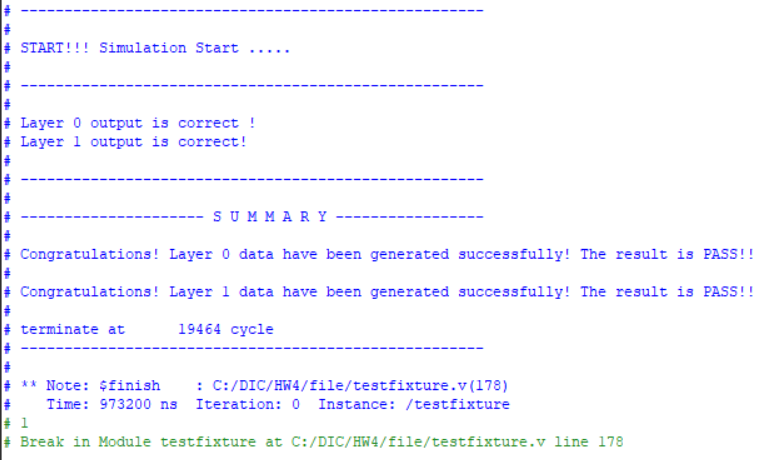 # --------------------------------------------------
#
# START!!! Simulation Start .....
#
# --------------------------------------------------
#
# Layer 0 output is correct !
# Layer 1 output is correct!
#
# --------------------------------------------------
#
# -------------------- S U M M A R Y ----------------
#
# Congratulations! Layer 0 data have been generated successfully! The result is PASS!!
#
# Congratulations! Layer 1 data have been generated successfully! The result is PASS!!
#
# terminate at      19464 cycle
# --------------------------------------------------
#
# ** Note: $finish    : C:/DIC/HW4/file/testfixture.v(178)
#    Time: 973200 ns  Iteration: 0  Instance: /testfixture
# 1
# Break in Module testfixture at C:/DIC/HW4/file/testfixture.v line 178